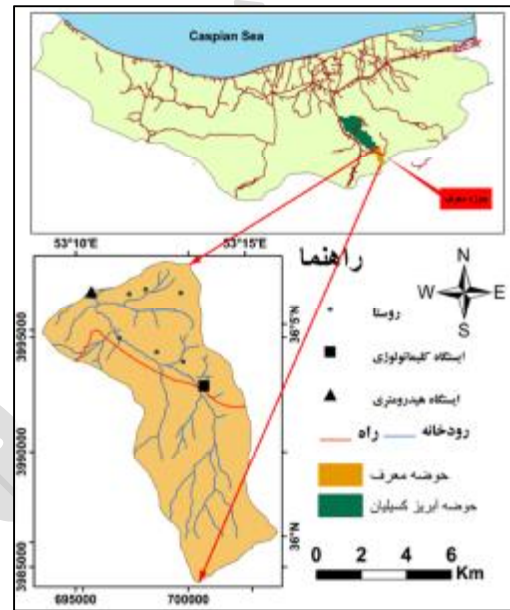 Caspian Sea
53°10'E 53°15'E
36°5'N
36°N
3995000
3990000
3985000
695000 700000
راهنما
N
W E
S
روستا
ایستگاه کلیماتولوژی
ایستگاه هیدرومتری
راه رودخانه
حوضه معرف
حوضه آبریز کسیلیان
0 2 4 6
Km